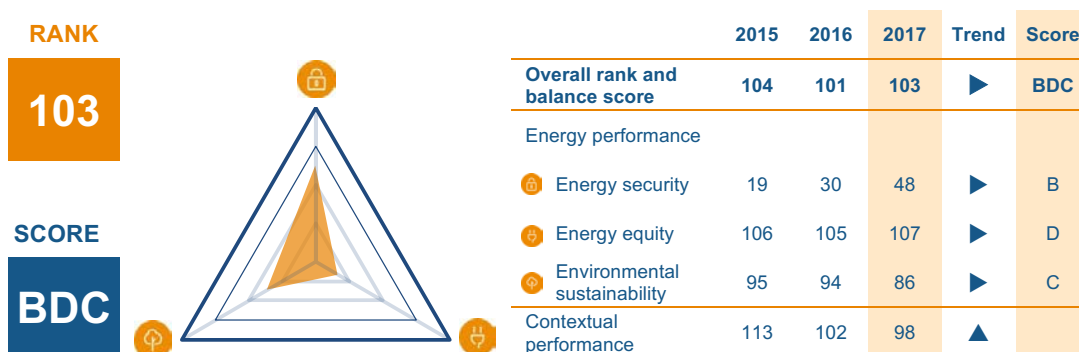 RANK
103
SCORE
BDC
2015 2016 2017 Trend Score
Overall rank and
balance score 104 101 103 BDC
Energy performance
Energy security 19 30 48 B
Energy equity 106 105 107 D
Environmental
sustainability 95 94 86 C
Contextual
performance 113 102 98